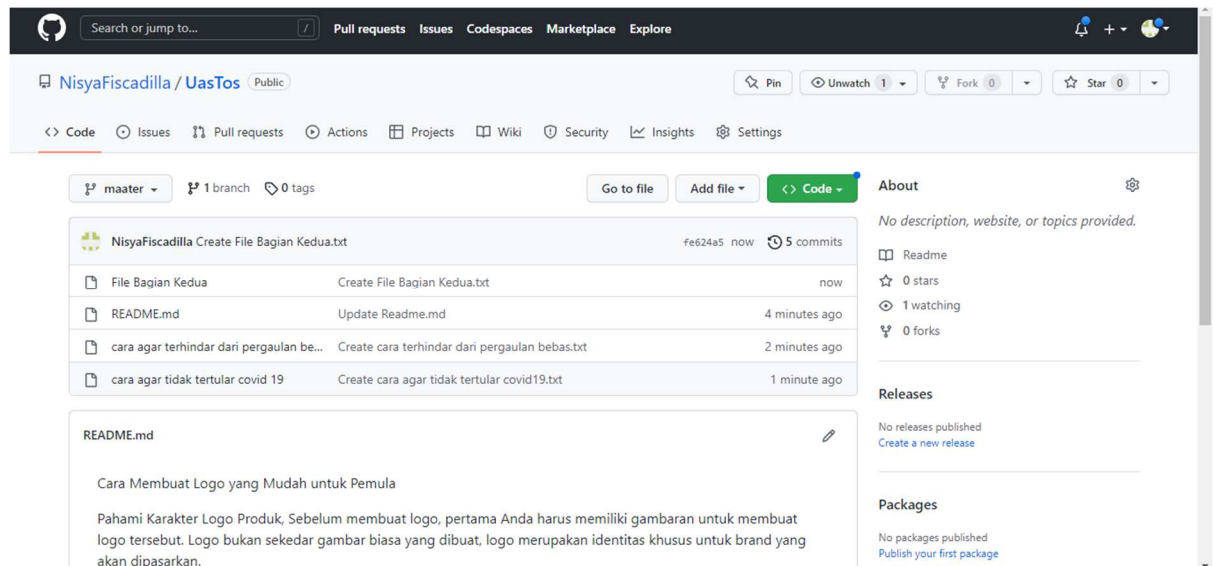 Search or jump to... /
Pull requests Issues Codespaces Marketplace Explore
NisyaFiscadilla / UasTos Public
Pin Unwatch 1 Fork 0 Star 0
<> Code Issues Pull requests Actions Projects Wiki Security Insights Settings
maater 1 branch 0 tags Go to file Add file <> Code
NisyaFiscadilla Create File Bagian Kedua.txt fe624a5 now 5 commits
File Bagian Kedua Create File Bagian Kedua.txt now
README.md Update Readme.md 4 minutes ago
cara agar terhindar dari pergaulan be... Create cara terhindar dari pergaulan bebas.txt 2 minutes ago
cara agar tidak tertular covid 19 Create cara agar tidak tertular covid19.txt 1 minute ago
README.md
Cara Membuat Logo yang Mudah untuk Pemula
Pahami Karakter Logo Produk, Sebelum membuat logo, pertama Anda harus memiliki gambaran untuk membuat
logo tersebut. Logo bukan sekedar gambar biasa yang dibuat, logo merupakan identitas khusus untuk brand yang
akan dipasarkan.
About
No description, website, or topics provided.
Readme
0 stars
1 watching
0 forks
Releases
No releases published
Create a new release
Packages
No packages published
Publish your first package